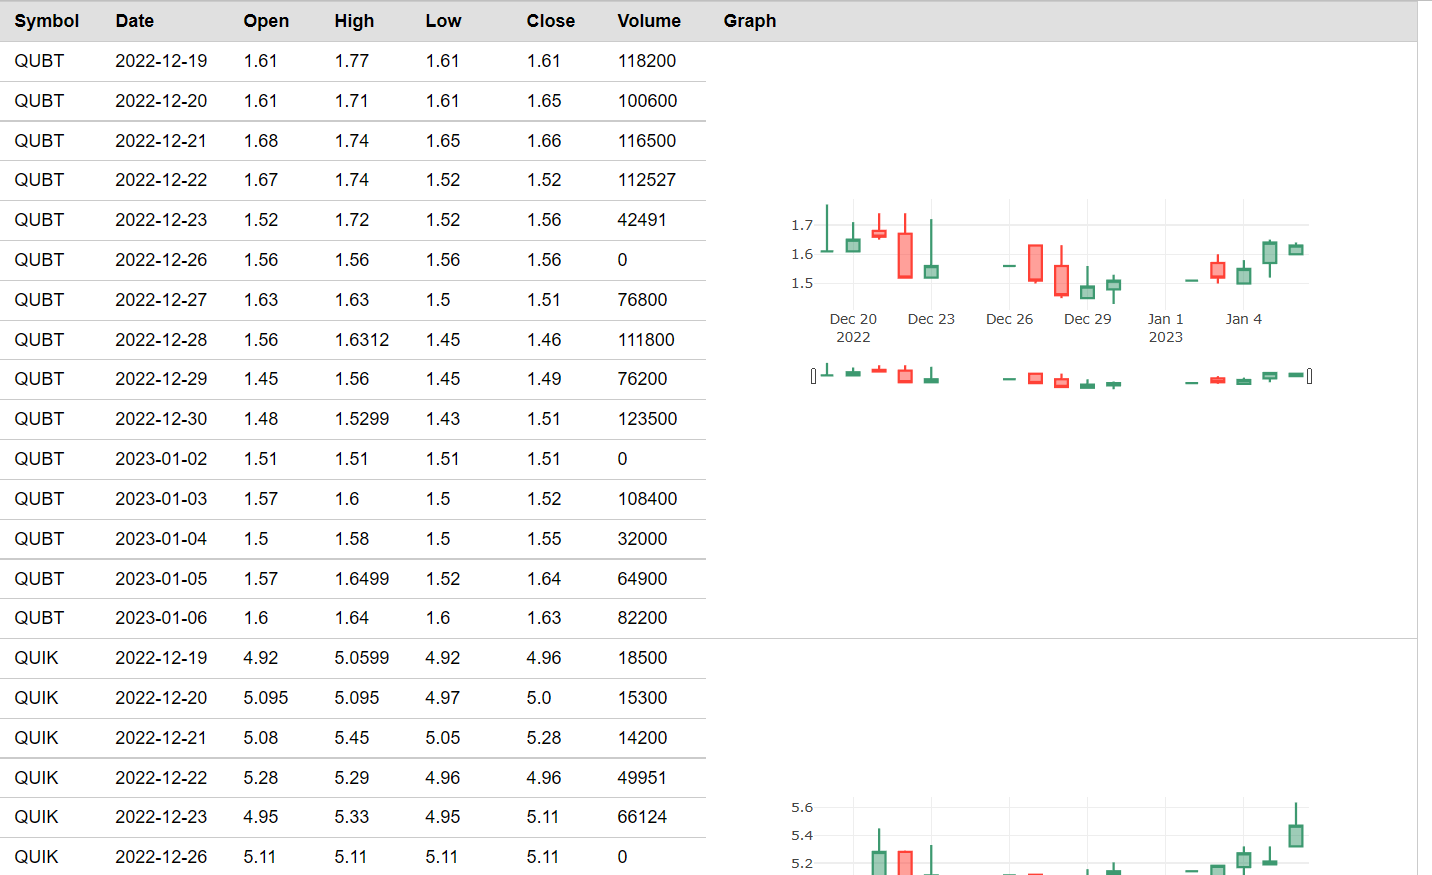 Symbol Date Open High Low Close Volume Graph
QUBT 2022-12-19 1.61 1.77 1.61 1.61 118200
QUBT 2022-12-20 1.61 1.71 1.61 1.65 100600
QUBT 2022-12-21 1.68 1.74 1.65 1.66 116500
QUBT 2022-12-22 1.67 1.74 1.52 1.52 112527
QUBT 2022-12-23 1.52 1.72 1.52 1.56 42491
QUBT 2022-12-26 1.56 1.56 1.56 1.56 0
QUBT 2022-12-27 1.63 1.63 1.5 1.51 76800
QUBT 2022-12-28 1.56 1.6312 1.45 1.46 111800
QUBT 2022-12-29 1.45 1.56 1.45 1.49 76200
QUBT 2022-12-30 1.48 1.5299 1.43 1.51 123500
QUBT 2023-01-02 1.51 1.51 1.51 1.51 0
QUBT 2023-01-03 1.57 1.6 1.5 1.52 108400
QUBT 2023-01-04 1.5 1.58 1.5 1.55 32000
QUBT 2023-01-05 1.57 1.6499 1.52 1.64 64900
QUBT 2023-01-06 1.6 1.64 1.6 1.63 82200
1.7
1.6
1.5
Dec 20 Dec 23 Dec 26 Dec 29 Jan 1 Jan 4
2022 2023
QUIK 2022-12-19 4.92 5.0599 4.92 4.96 18500
QUIK 2022-12-20 5.095 5.095 4.97 5.0 15300
QUIK 2022-12-21 5.08 5.45 5.05 5.28 14200
QUIK 2022-12-22 5.28 5.29 4.96 4.96 49951
QUIK 2022-12-23 4.95 5.33 4.95 5.11 66124
QUIK 2022-12-26 5.11 5.11 5.11 5.11 0
5.6
5.4
5.2